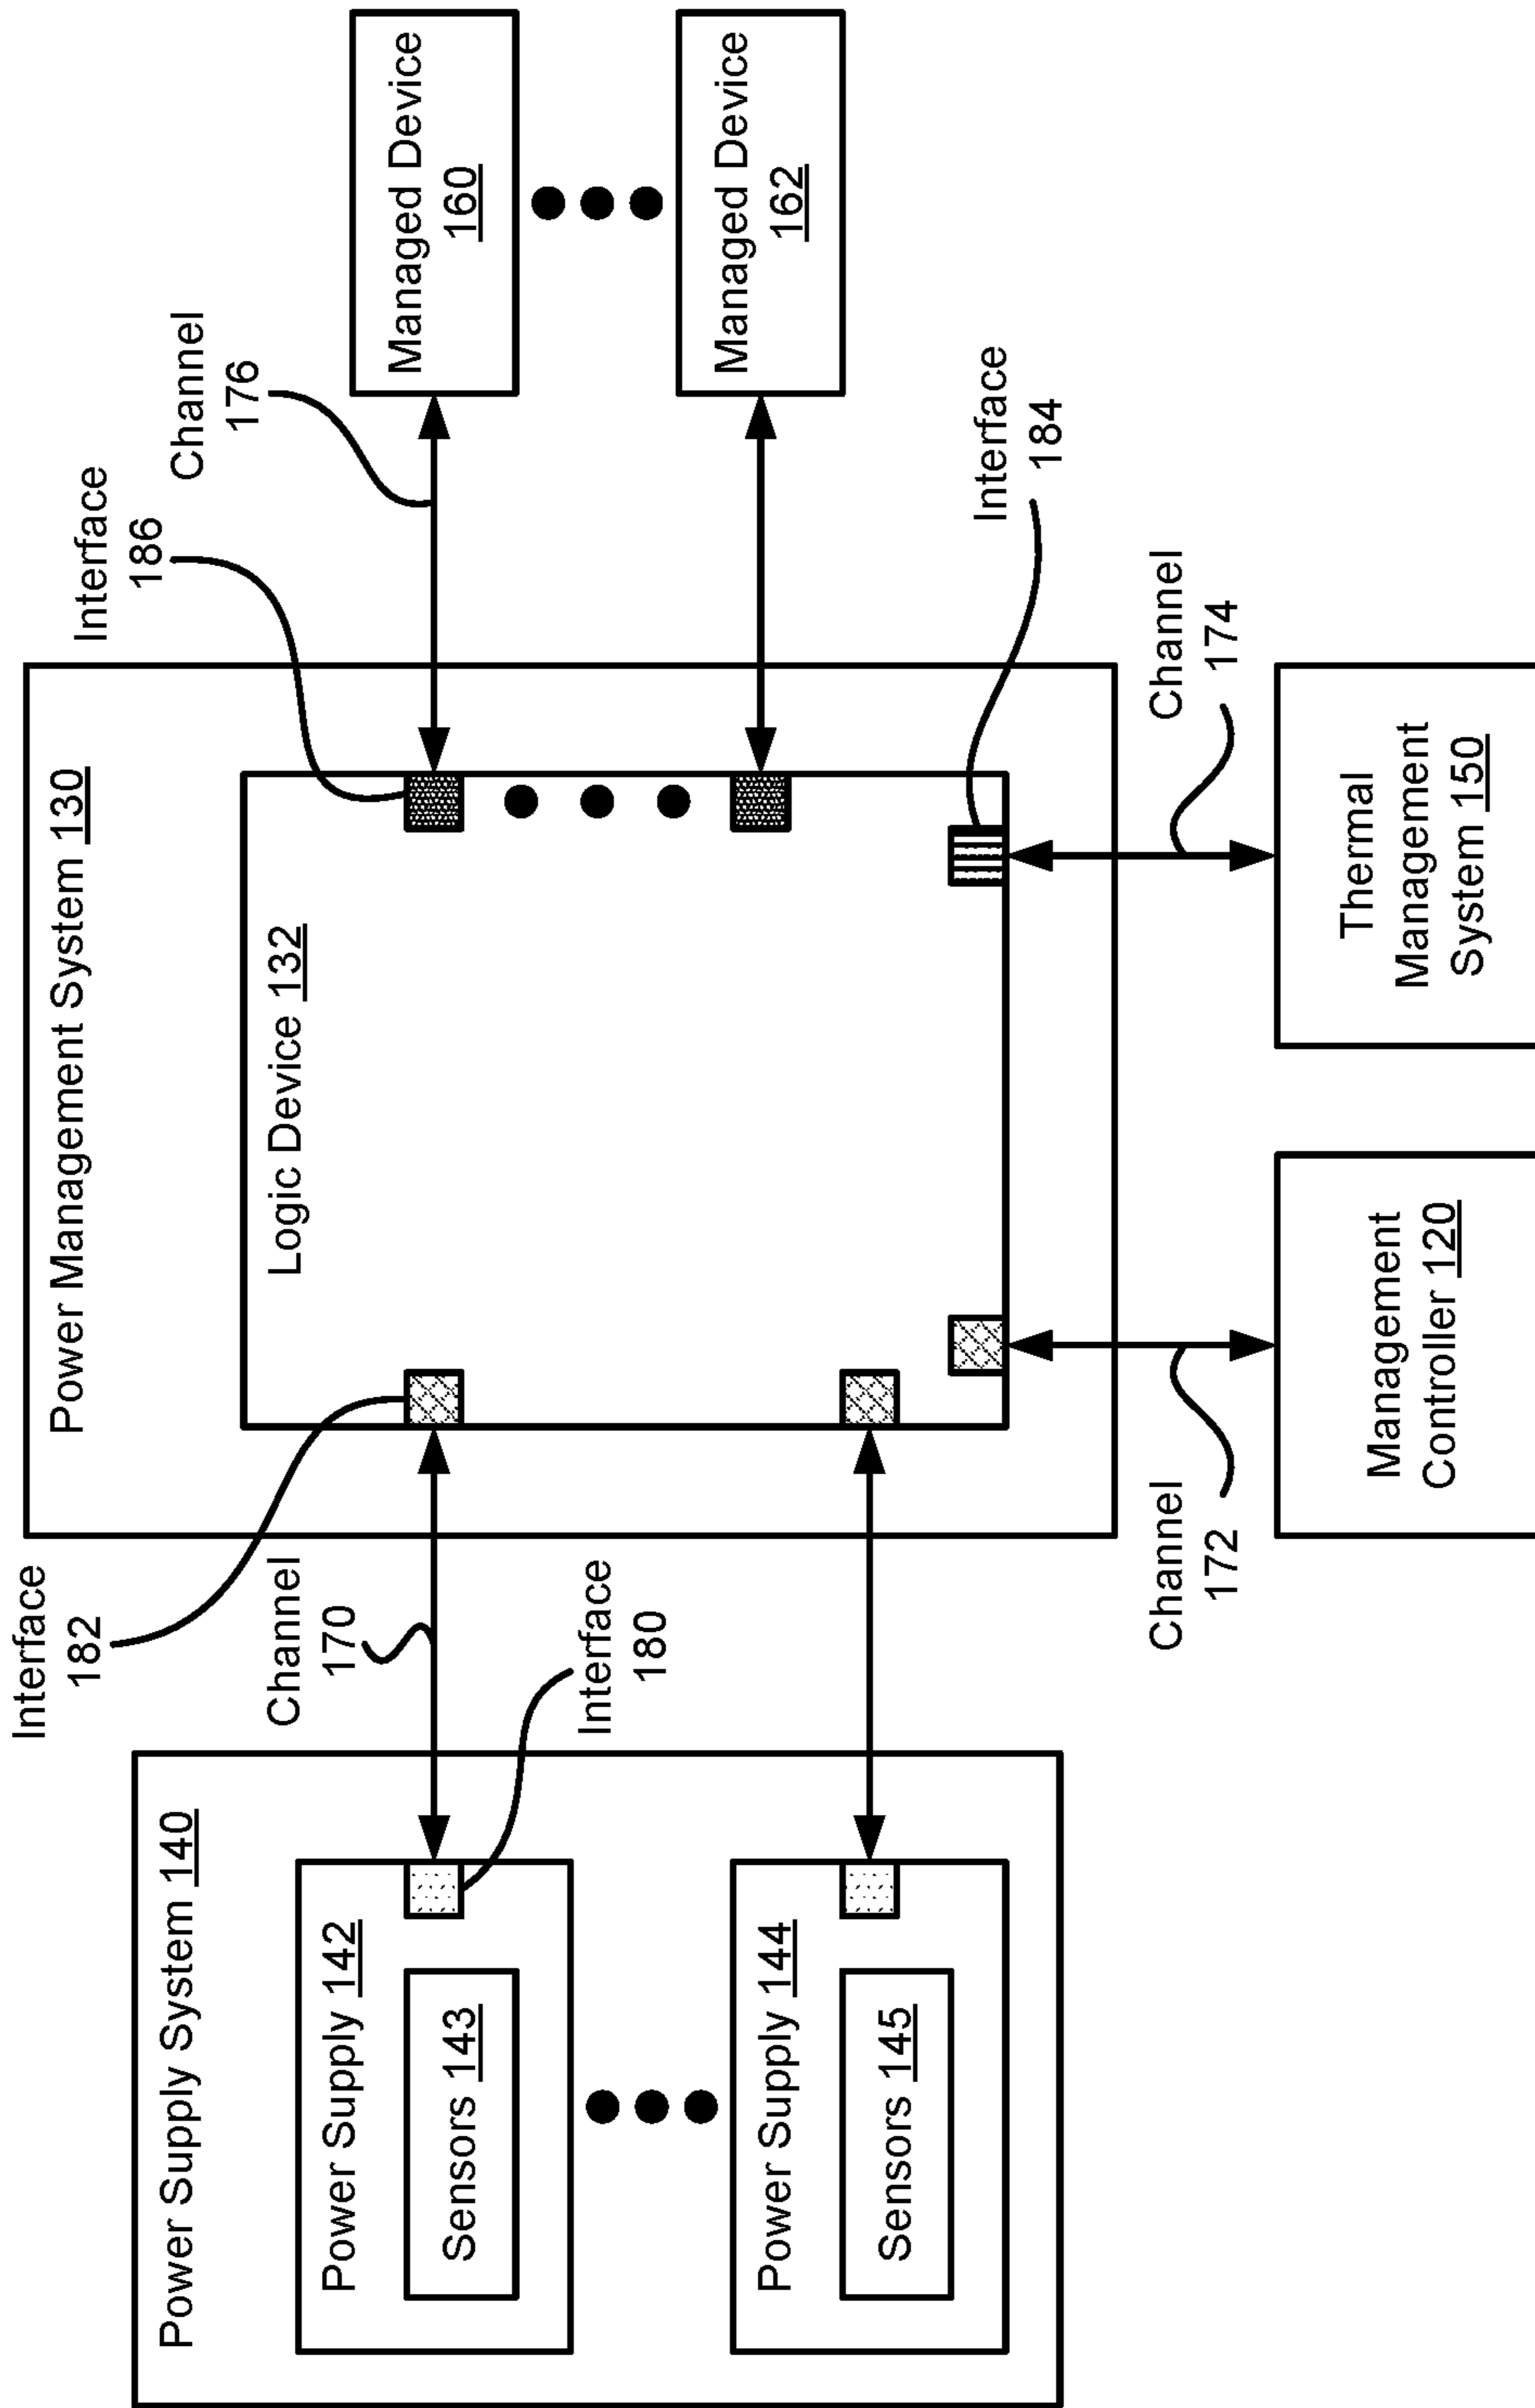 Power Supply System 140
Power Supply 142
Sensors 143
Power Supply 144
Sensors 145
Interface
182
Channel
170
Interface
180
Power Management System 130
Logic Device 132
Interface
186
Channel
176
Managed Device
160
Managed Device
162
Interface
184
Channel
172
Channel
174
Management
Controller 120
Thermal
Management
System 150